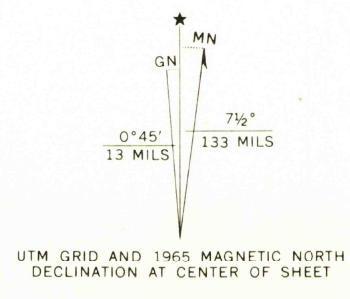 ★
MN
GN
0°45′
13 MILS
7½°
133 MILS
UTM GRID AND 1965 MAGNETIC NORTH
DECLINATION AT CENTER OF SHEET